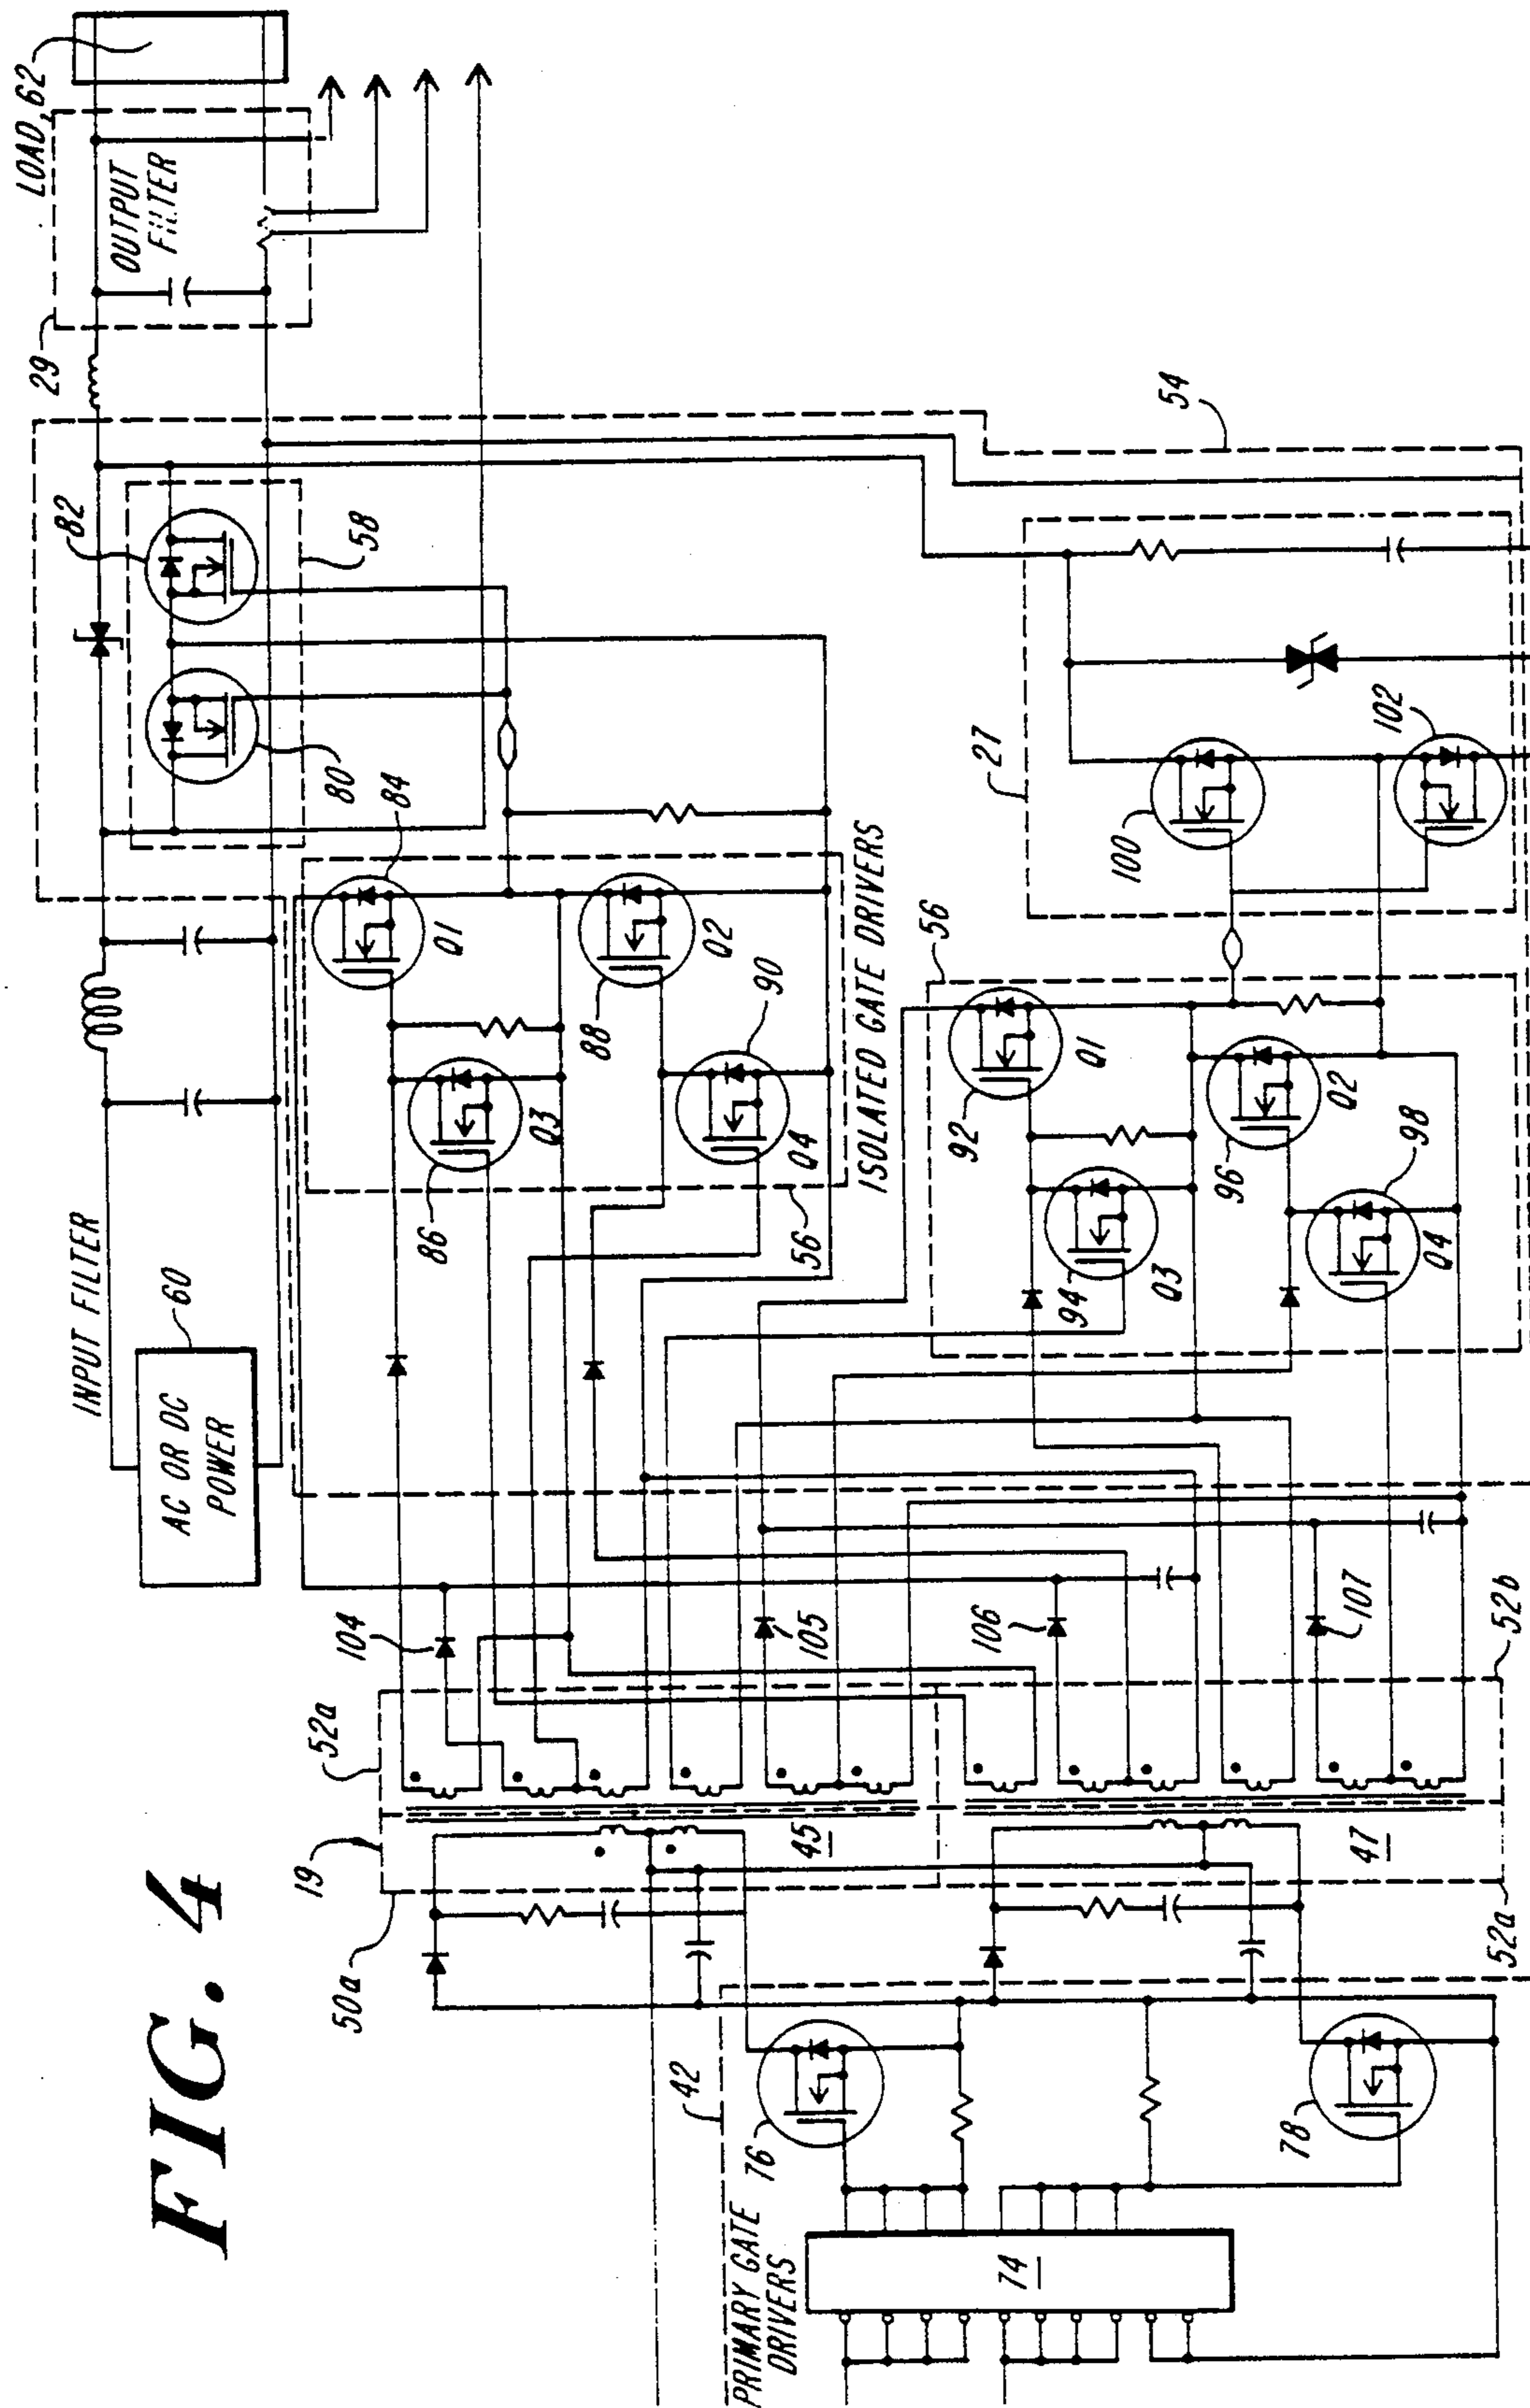 FIG. 4
INPUT FILTER
60
AC OR DC
POWER
LOAD, 62
OUTPUT
FILTER
29
82
58
80
54
84
Q1
86
Q3
88
Q2
90
Q4
56
ISOLATED GATE DRIVERS
56
92
Q1
94
Q3
96
Q2
98
Q4
27
100
102
104
105
106
107
52a
52b
19
50a
45
47
52a
42
76
78
PRIMARY GATE
DRIVERS
74